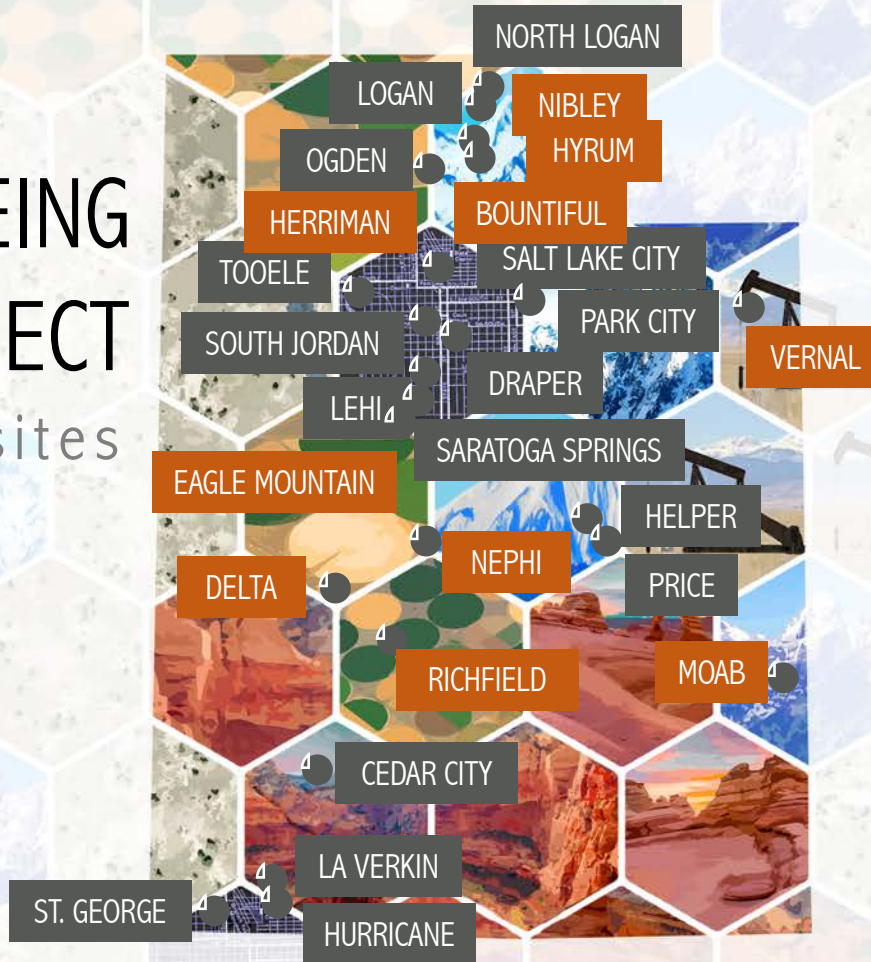 EING
ECT
sites
NORTH LOGAN
LOGAN
NIBLEY
HYRUM
OGDEN
HERRIMAN
BOUNTIFUL
TOOELE
SALT LAKE CITY
PARK CITY
SOUTH JORDAN
VERNAL
DRAPER
LEHI
SARATOGA SPRINGS
EAGLE MOUNTAIN
HELPER
NEPHI
PRICE
DELTA
RICHFIELD
MOAB
CEDAR CITY
LA VERKIN
ST. GEORGE
HURRICANE